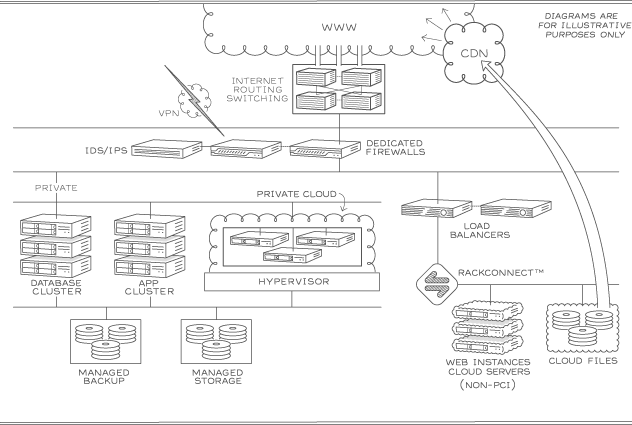 DIAGRAMS ARE
FOR ILLUSTRATIVE
PURPOSES ONLY
WWW
CDN
INTERNET
ROUTING
SWITCHING
VPN
IDS/IPS
DEDICATED
FIREWALLS
PRIVATE
PRIVATE CLOUD
LOAD
BALANCERS
DATABASE
CLUSTER
APP
CLUSTER
HYPERVISOR
RACKCONNECT™
MANAGED
BACKUP
MANAGED
STORAGE
WEB INSTANCES
CLOUD SERVERS
(NON-PCI)
CLOUD FILES